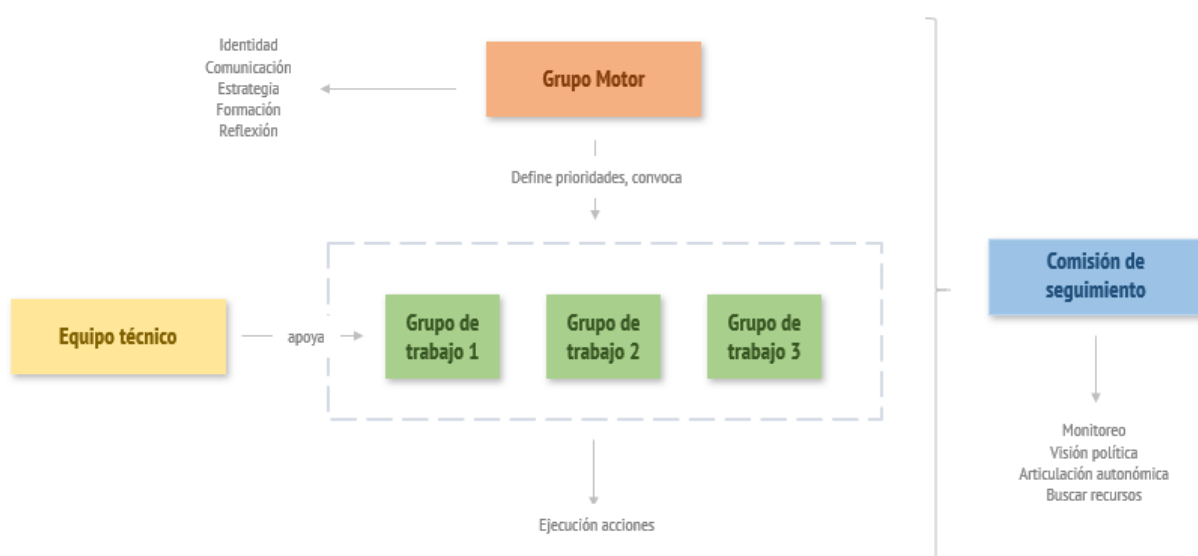 Identidad
Comunicación
Estrategia
Formación
Reflexión
Grupo Motor
Define prioridades, convoca
Equipo técnico
apoya
Grupo de
trabajo 1
Grupo de
trabajo 2
Grupo de
trabajo 3
Ejecución acciones
Comisión de
seguimiento
Monitoreo
Visión política
Articulación autonómica
Buscar recursos